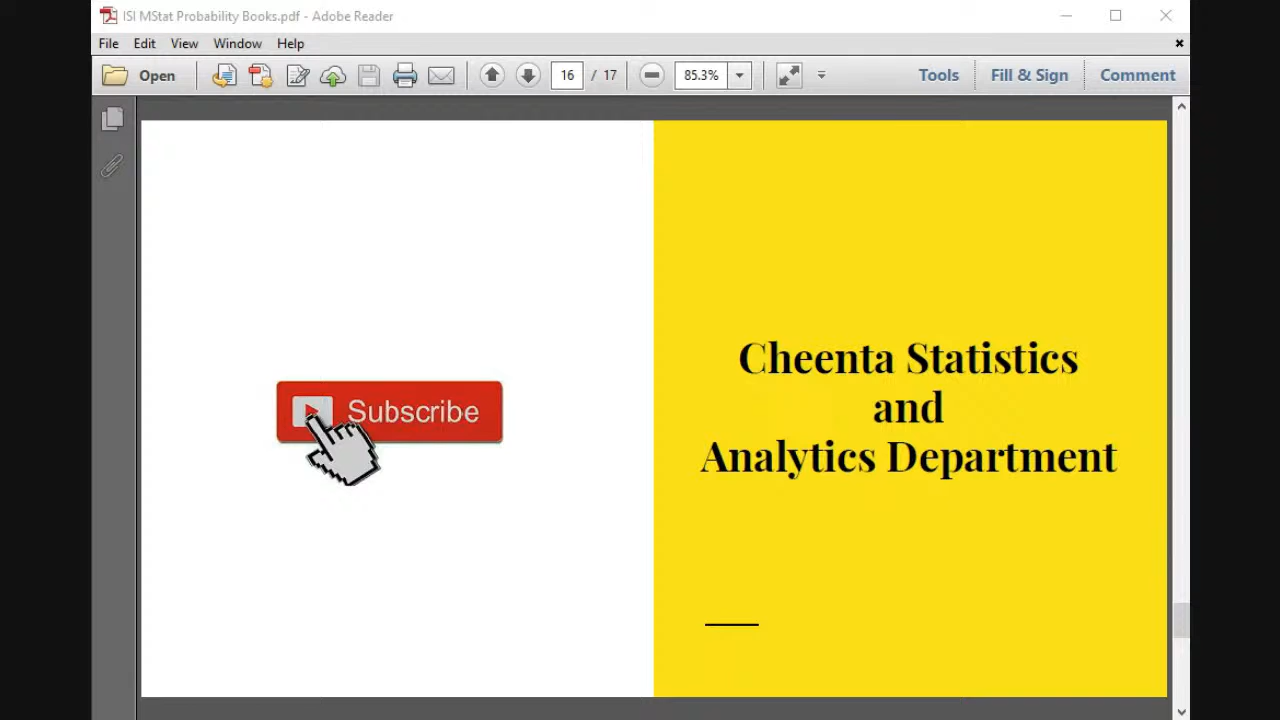 ISI MStat Probability Books.pdf - Adobe Reader
File Edit View Window Help
Open 16 / 17 85.3% Tools Fill & Sign Comment
Subscribe
Cheenta Statistics
and
Analytics Department